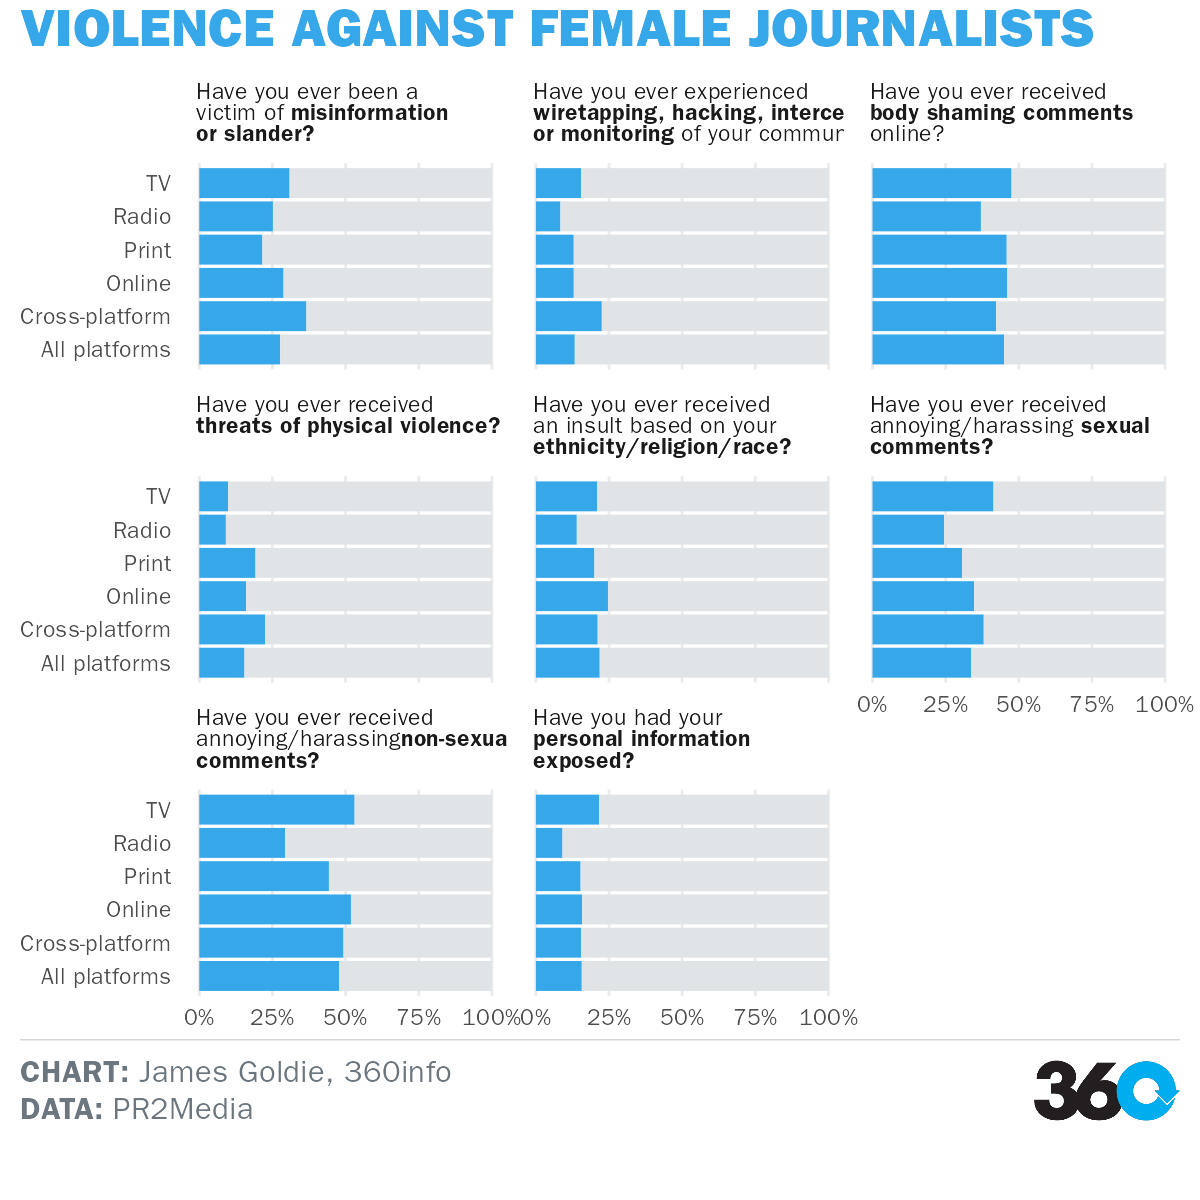 VIOLENCE AGAINST FEMALE JOURNALISTS
Have you ever been a
victim of misinformation
or slander?
Have you ever experienced
wiretapping, hacking, interce
or monitoring of your commun
Have you ever received
body shaming comments
online?
TV
Radio
Print
Online
Cross-platform
All platforms
Have you ever received
threats of physical violence?
Have you ever received
an insult based on your
ethnicity/religion/race?
Have you ever received
annoying/harassing sexual
comments?
TV
Radio
Print
Online
Cross-platform
All platforms
0% 25% 50% 75% 100%
Have you ever received
annoying/harassingnon-sexua
comments?
Have you had your
personal information
exposed?
TV
Radio
Print
Online
Cross-platform
All platforms
0% 25% 50% 75% 100%
0% 25% 50% 75% 100%
CHART: James Goldie, 360info
DATA: PR2Media
360